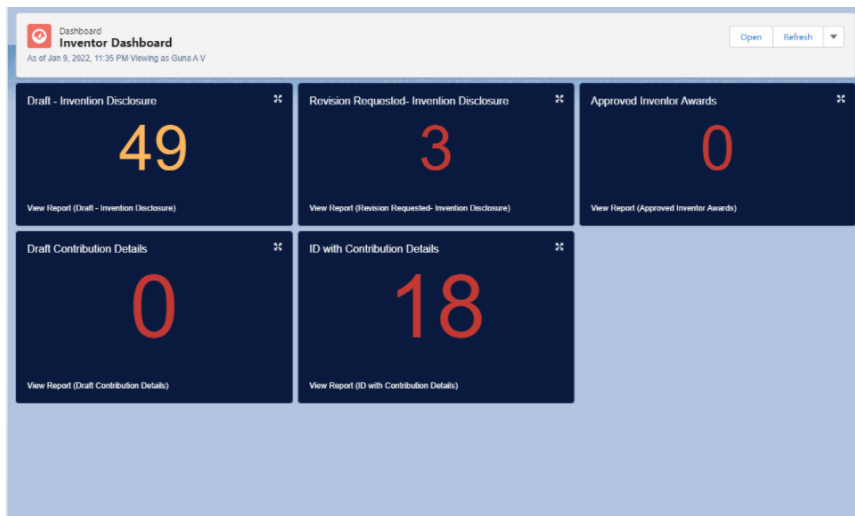 Dashboard
Inventor Dashboard
As of Jan 9, 2022, 11:35 PM·Viewing as Guna A V
Open
Refresh
Draft - Invention Disclosure
49
View Report (Draft - Invention Disclosure)
Revision Requested- Invention Disclosure
3
View Report (Revision Requested- Invention Disclosure)
Approved Inventor Awards
0
View Report (Approved Inventor Awards)
Draft Contribution Details
0
View Report (Draft Contribution Details)
ID with Contribution Details
18
View Report (ID with Contribution Details)